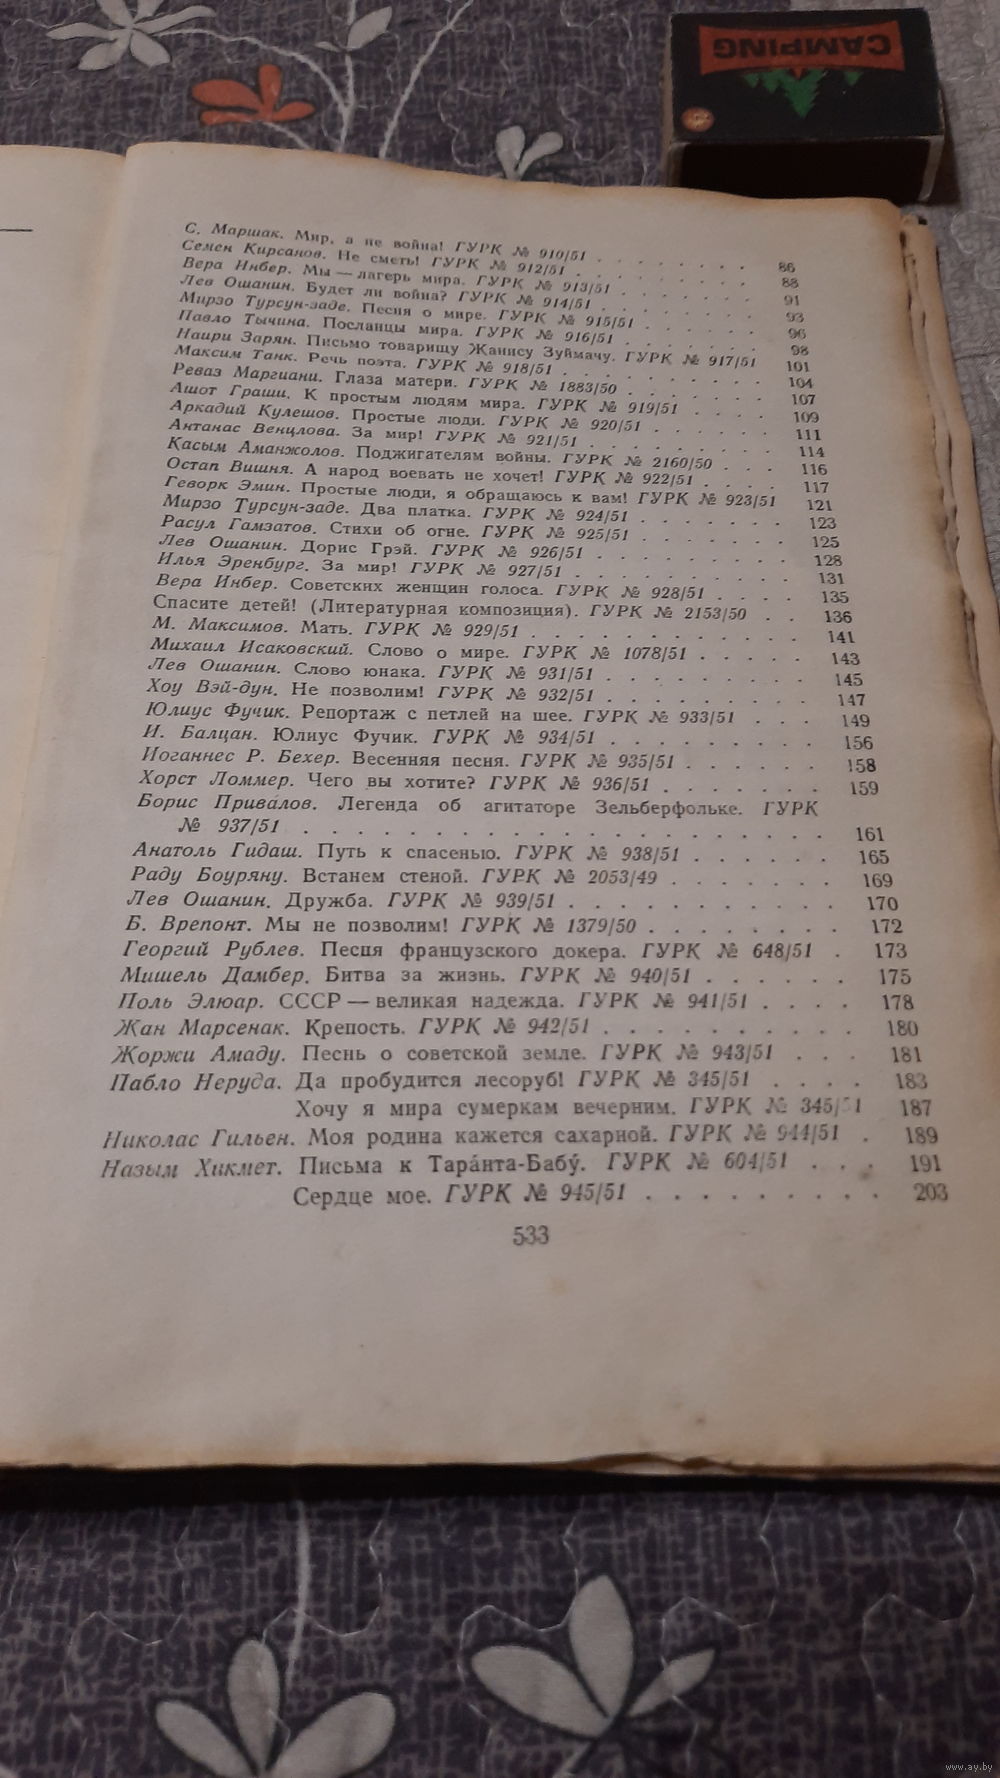 CAMPING
С. Маршак. Мир, а не война! ГУРК № 910/51 . . . . . . . . 86
Семен Кирсанов. Не сметь! ГУРК № 912/51 . . . . . . . . 88
Вера Инбер. Мы — лагерь мира. ГУРК № 913/51 . . . . . . 91
Лев Ошанин. Будет ли война? ГУРК № 914/51 . . . . . . . 93
Мирзо Турсун-заде. Песня о мире. ГУРК № 915/51 . . . . . 96
Павло Тычина. Посланцы мира. ГУРК № 916/51 . . . . . . 98
Наири Зарян. Письмо товарищу Жанису Зуймачу. ГУРК № 917/51 101
Максим Танк. Речь поэта. ГУРК № 918/51 . . . . . . . . 104
Реваз Маргиани. Глаза матери. ГУРК № 1883/50 . . . . . . 107
Ашот Граши. К простым людям мира. ГУРК № 919/51 . . . . 109
Аркадий Кулешов. Простые люди. ГУРК № 920/51 . . . . . . 111
Антанас Венцлова. За мир! ГУРК № 921/51 . . . . . . . . 114
Касым Аманжолов. Поджигателям войны. ГУРК № 2160/50 . . . 116
Остап Вишня. А народ воевать не хочет! ГУРК № 922/51 . . . . 117
Геворк Эмин. Простые люди, я обращаюсь к вам! ГУРК № 923/51 121
Мирзо Турсун-заде. Два платка. ГУРК № 924/51 . . . . . . . 123
Расул Гамзатов. Стихи об огне. ГУРК № 925/51 . . . . . . . 125
Лев Ошанин. Дорис Грэй. ГУРК № 926/51 . . . . . . . . . 128
Илья Эренбург. За мир! ГУРК № 927/51 . . . . . . . . . . 131
Вера Инбер. Советских женщин голоса. ГУРК № 928/51 . . . . 135
Спасите детей! (Литературная композиция). ГУРК № 2153/50 . . 136
М. Максимов. Мать. ГУРК № 929/51 . . . . . . . . . . . 141
Михаил Исаковский. Слово о мире. ГУРК № 1078/51 . . . . . 143
Лев Ошанин. Слово юнака. ГУРК № 931/51 . . . . . . . . . 145
Хоу Вэй-дун. Не позволим! ГУРК № 932/51 . . . . . . . . . 147
Юлиус Фучик. Репортаж с петлей на шее. ГУРК № 933/51 . . . 149
И. Балцан. Юлиус Фучик. ГУРК № 934/51 . . . . . . . . . 156
Иоганнес Р. Бехер. Весенняя песня. ГУРК № 935/51 . . . . . . 158
Хорст Ломмер. Чего вы хотите? ГУРК № 936/51 . . . . . . . 159
Борис Привалов. Легенда об агитаторе Зельберфольке. ГУРК
№ 937/51 . . . . . . . . . . . . . . . . . . . . . 161
Анатоль Гидаш. Путь к спасенью. ГУРК № 938/51 . . . . . . 165
Раду Боуряну. Встанем стеной. ГУРК № 2053/49 . . . . . . . 169
Лев Ошанин. Дружба. ГУРК № 939/51 . . . . . . . . . . . 170
Б. Врепонт. Мы не позволим! ГУРК № 1379/50 . . . . . . . . 172
Георгий Рублев. Песця французского докера. ГУРК № 648/51 . 173
Мишель Дамбер. Битва за жизнь. ГУРК № 940/51 . . . . . . 175
Поль Элюар. СССР — великая надежда. ГУРК № 941/51 . . . . 178
Жан Марсенак. Крепость. ГУРК № 942/51 . . . . . . . . . . 180
Жоржи Амаду. Песнь о советской земле. ГУРК № 943/51 . . . 181
Пабло Неруда. Да пробудится лесоруб! ГУРК № 345/51 . . . . 183
Хочу я мира сумеркам вечерним. ГУРК № 345/51 187
Николас Гильен. Моя родина кажется сахарной. ГУРК № 944/51 . 189
Назым Хикмет. Письма к Тара́нта-Бабу́. ГУРК № 604/51 . . . 191
Сердце мое. ГУРК № 945/51 . . . . . . . . . 203
533
www.ay.by